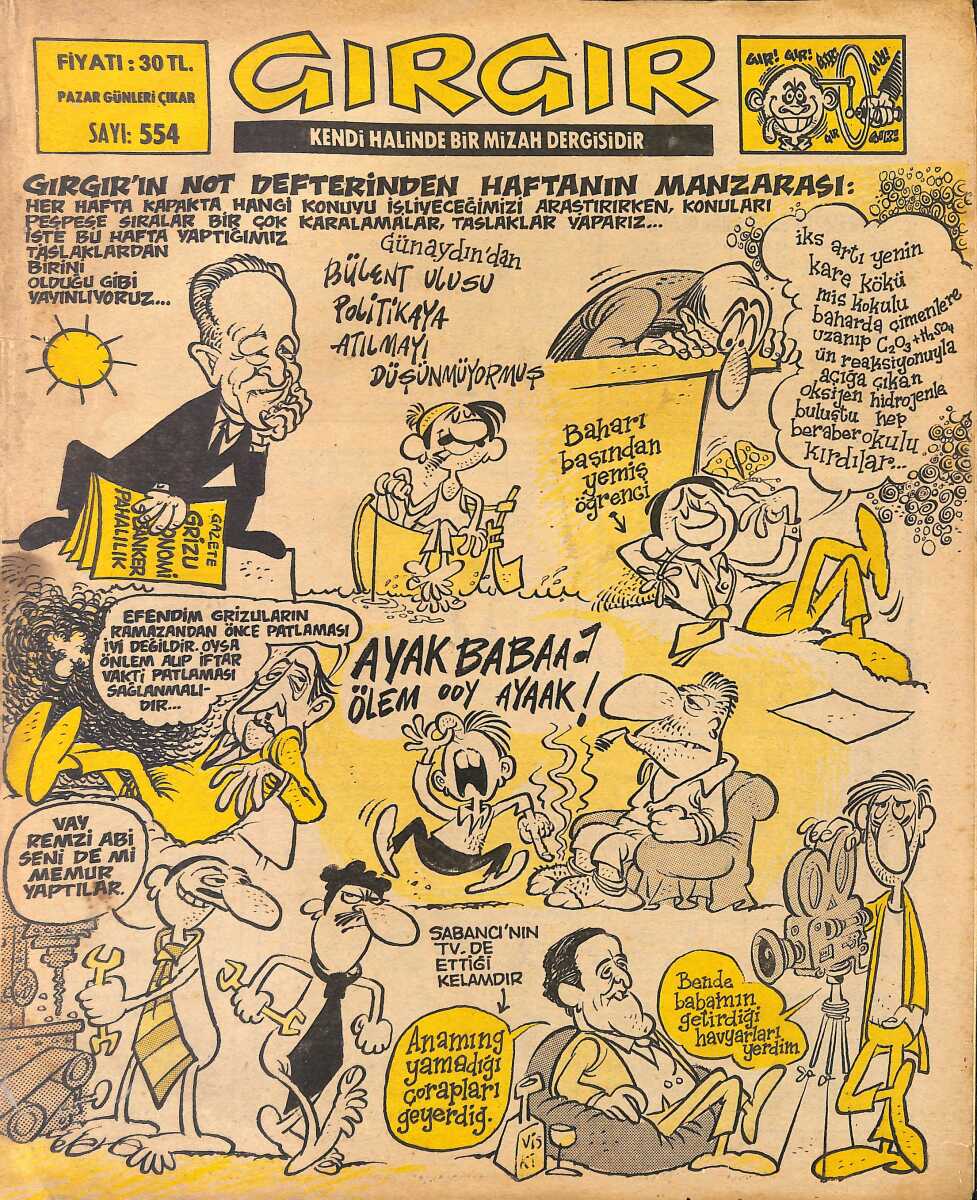 FİYATI: 30 TL.
PAZAR GÜNLERİ ÇIKAR
SAYI: 554
GIRGIR
KENDİ HALİNDE BİR MİZAH DERGİSİDİR
GIR! GIR!
GIR
GIRGIR'IN NOT DEFTERİNDEN HAFTANIN MANZARASI:
HER HAFTA KAPAKTA HANGİ KONUYU İŞLİYECEĞİMİZİ ARAŞTIRIRKEN, KONULARI
PEŞPEŞE SIRALAR BİR ÇOK KARALAMALAR, TASLAKLAR YAPARIZ...
İŞTE BU HAFTA YAPTIĞIMIZ
TASLAKLARDAN
BİRİNİ
OLDUĞU GİBİ
YAYINLIYORUZ...
Günaydın'dan
BÜLENT ULUSU
POLİTİKAYA
ATILMAYI
DÜŞÜNMÜYORMUŞ
iks artı yenin
kare kökü
mis kokulu
baharda çimenlere
uzanıp C2O3+H2SO4
ün reaksiyonuyla
açığa çıkan
oksijen hidrojenle
buluştu hep
beraber okulu
kırdılar...
Baharı
başından
yemiş
öğrenci
GAZETE
GRİZU
EKONOMİ
BANKER
PAHALILIK
EFENDİM GRİZULARIN
RAMAZANDAN ÖNCE PATLAMASI
İYİ DEĞİLDİR. OYSA
ÖNLEM ALIP İFTAR
VAKTİ PATLAMASI
SAĞLANMALI-
DIR...
AYAK BABAA
ÖLEM OOY AYAAK!
VAY
REMZİ ABİ
SENİ DE Mİ
MEMUR
YAPTILAR.
SABANCI'NIN
TV. DE
ETTİĞİ
KELAMDIR
Anamıng
yamadığı
çorapları
geyerdig.
Bende
babamın
getirdiği
havyarları
yerdim
VİS
Kİ